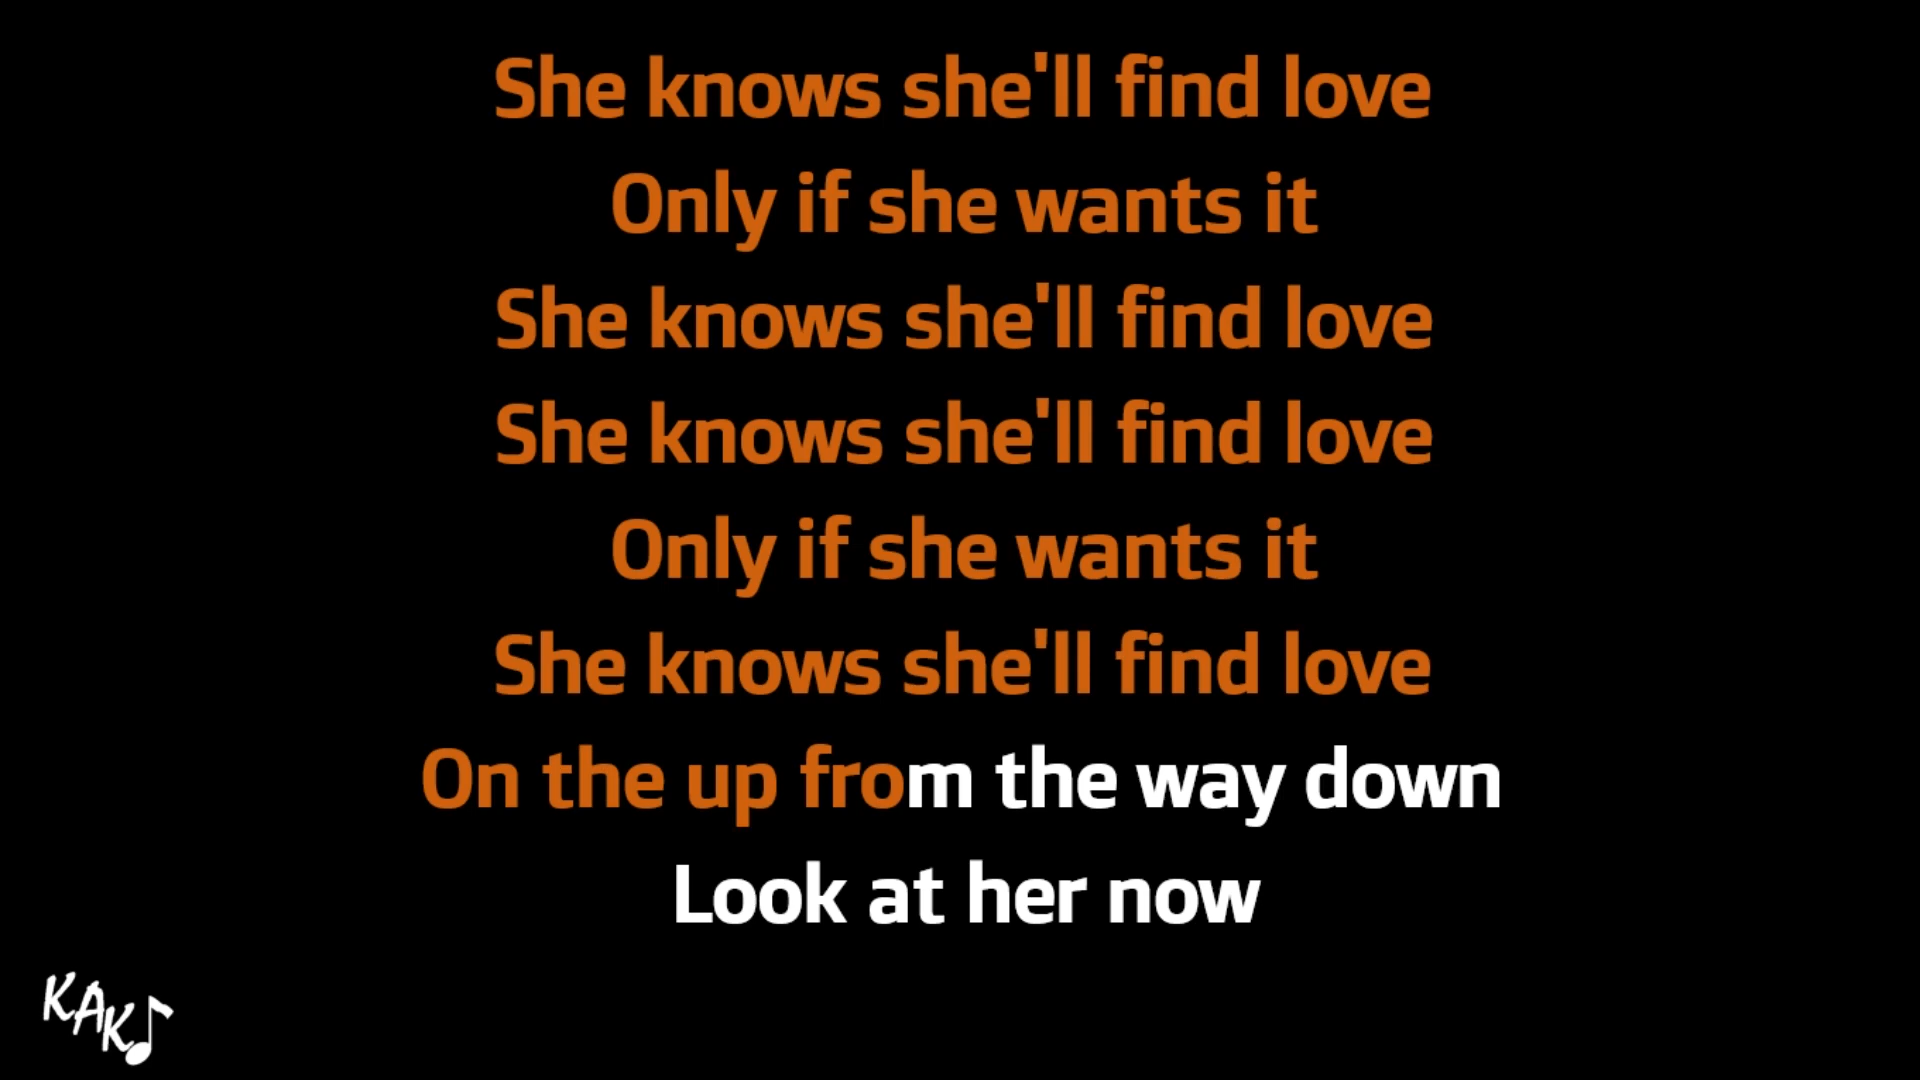 She knows she'll find love
Only if she wants it
She knows she'll find love
She knows she'll find love
Only if she wants it
She knows she'll find love
On the up from the way down
Look at her now
KAK